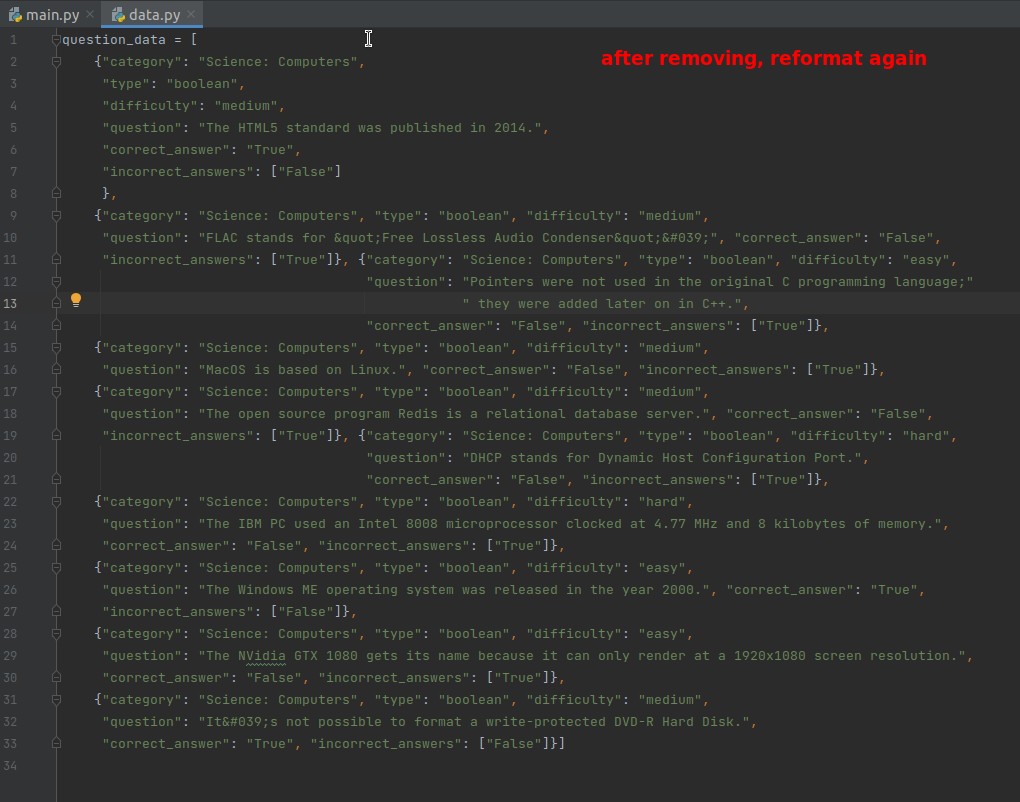 main.py data.py
1 question_data = [
after removing, reformat again
2 {"category": "Science: Computers",
3 "type": "boolean",
4 "difficulty": "medium",
5 "question": "The HTML5 standard was published in 2014.",
6 "correct_answer": "True",
7 "incorrect_answers": ["False"]
8 },
9 {"category": "Science: Computers", "type": "boolean", "difficulty": "medium",
10 "question": "FLAC stands for &quot;Free Lossless Audio Condenser&quot;&#039;", "correct_answer": "False",
11 "incorrect_answers": ["True"]}, {"category": "Science: Computers", "type": "boolean", "difficulty": "easy",
12 "question": "Pointers were not used in the original C programming language;"
13 " they were added later on in C++.",
14 "correct_answer": "False", "incorrect_answers": ["True"]},
15 {"category": "Science: Computers", "type": "boolean", "difficulty": "medium",
16 "question": "MacOS is based on Linux.", "correct_answer": "False", "incorrect_answers": ["True"]},
17 {"category": "Science: Computers", "type": "boolean", "difficulty": "medium",
18 "question": "The open source program Redis is a relational database server.", "correct_answer": "False",
19 "incorrect_answers": ["True"]}, {"category": "Science: Computers", "type": "boolean", "difficulty": "hard",
20 "question": "DHCP stands for Dynamic Host Configuration Port.",
21 "correct_answer": "False", "incorrect_answers": ["True"]},
22 {"category": "Science: Computers", "type": "boolean", "difficulty": "hard",
23 "question": "The IBM PC used an Intel 8008 microprocessor clocked at 4.77 MHz and 8 kilobytes of memory.",
24 "correct_answer": "False", "incorrect_answers": ["True"]},
25 {"category": "Science: Computers", "type": "boolean", "difficulty": "easy",
26 "question": "The Windows ME operating system was released in the year 2000.", "correct_answer": "True",
27 "incorrect_answers": ["False"]},
28 {"category": "Science: Computers", "type": "boolean", "difficulty": "easy",
29 "question": "The NVidia GTX 1080 gets its name because it can only render at a 1920x1080 screen resolution.",
30 "correct_answer": "False", "incorrect_answers": ["True"]},
31 {"category": "Science: Computers", "type": "boolean", "difficulty": "medium",
32 "question": "It&#039;s not possible to format a write-protected DVD-R Hard Disk.",
33 "correct_answer": "True", "incorrect_answers": ["False"]}]
34